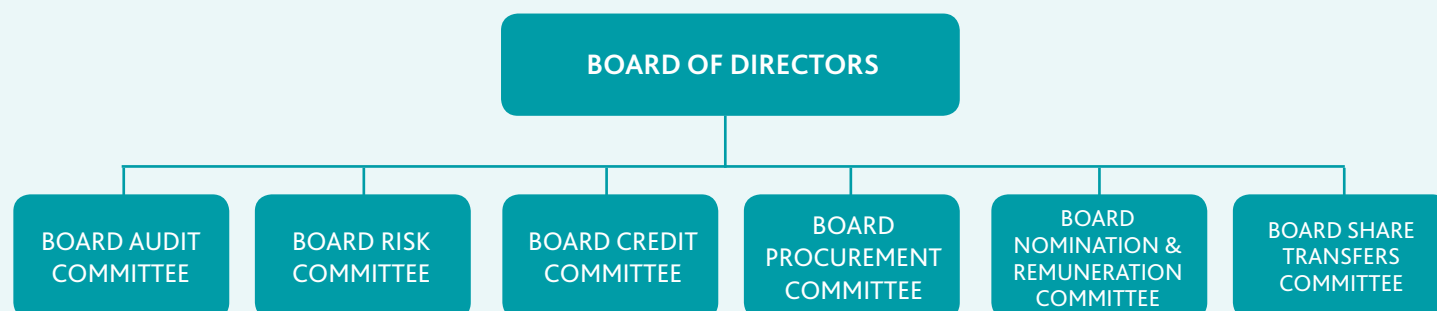 BOARD OF DIRECTORS
BOARD AUDIT
COMMITTEE
BOARD RISK
COMMITTEE
BOARD CREDIT
COMMITTEE
BOARD
PROCUREMENT
COMMITTEE
BOARD
NOMINATION &
REMUNERATION
COMMITTEE
BOARD SHARE
TRANSFERS
COMMITTEE